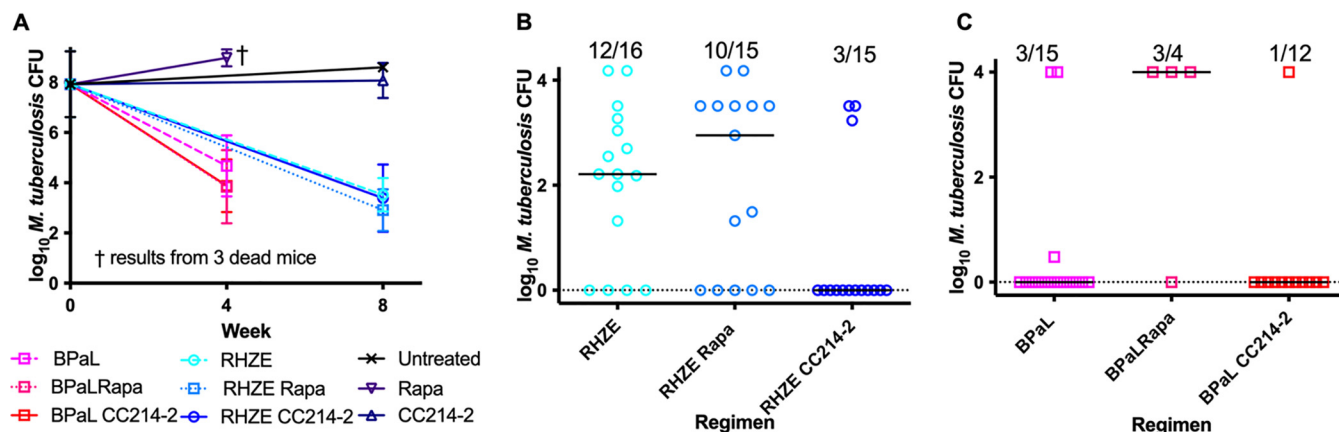 A
log10 M. tuberculosis CFU
10
8
6
4
2
0
†
† results from 3 dead mice
0
4
8
Week
BPaL
BPaLRapa
BPaL CC214-2
RHZE
RHZE Rapa
RHZE CC214-2
Untreated
Rapa
CC214-2
B
12/16
10/15
3/15
log10 M. tuberculosis CFU
4
2
0
RHZE
RHZE Rapa
RHZE CC214-2
Regimen
C
3/15
3/4
1/12
log10 M. tuberculosis CFU
4
2
0
BPaL
BPaLRapa
BPaL CC214-2
Regimen